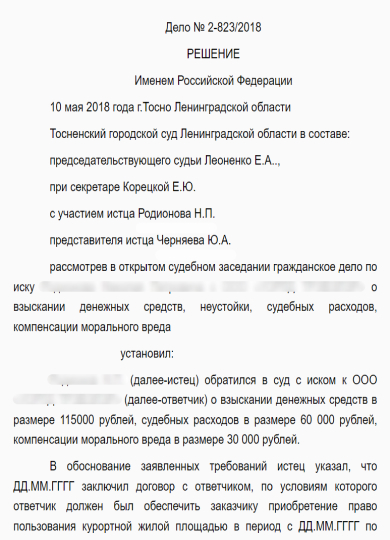 Дело № 2-823/2018
РЕШЕНИЕ
Именем Российской Федерации
10 мая 2018 года г.Тосно Ленинградской области
Тосненский городской суд Ленинградской области в составе:
председательствующего судьи Леоненко Е.А..,
при секретаре Корецкой Е.Ю.
с участием истца Родионова Н.П.
представителя истца Черняева Ю.А.
рассмотрев в открытом судебном заседании гражданское дело по
иску о
взыскании денежных средств, неустойки, судебных расходов,
компенсации морального вреда
установил:
(далее-истец) обратился в суд с иском к ООО
(далее-ответчик) о взыскании денежных средств в
размере 115000 рублей, судебных расходов в размере 60 000 рублей,
компенсации морального вреда в размере 30 000 рублей.
В обоснование заявленных требований истец указал, что
ДД.ММ.ГГГГ заключил договор с ответчиком, по условиям которого
ответчик должен был обеспечить заказчику приобретение право
пользования курортной жилой площадью в период с ДД.ММ.ГГГГ по